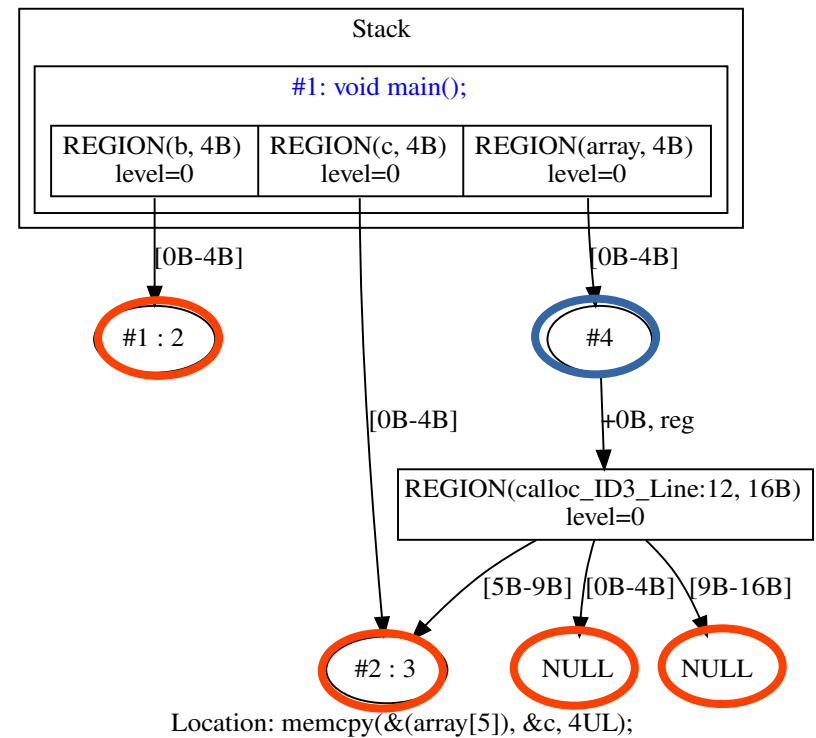 Stack
#1: void main();
REGION(b, 4B)
level=0
REGION(c, 4B)
level=0
REGION(array, 4B)
level=0
[0B-4B]
[0B-4B]
#1 : 2
#4
[0B-4B]
+0B, reg
REGION(calloc_ID3_Line:12, 16B)
level=0
[5B-9B]
[0B-4B]
[9B-16B]
#2 : 3
NULL
NULL
Location: memcpy(&(array[5]), &c, 4UL);